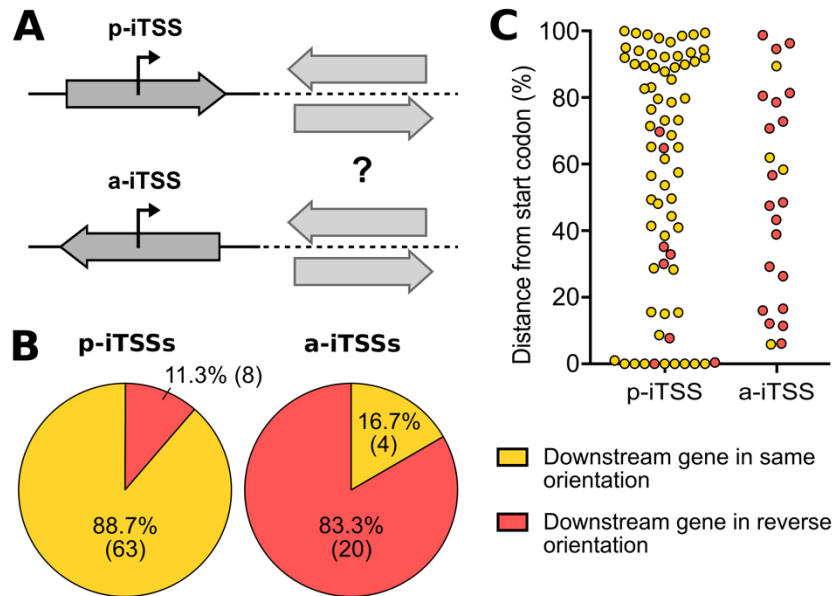 A
p-iTSS
a-iTSS
?
B
p-iTSSs
11.3% (8)
88.7%
(63)
a-iTSSs
16.7%
(4)
83.3%
(20)
C
Distance from start codon (%)
100
80
60
40
20
0
p-iTSS
a-iTSS
Downstream gene in same
orientation
Downstream gene in reverse
orientation